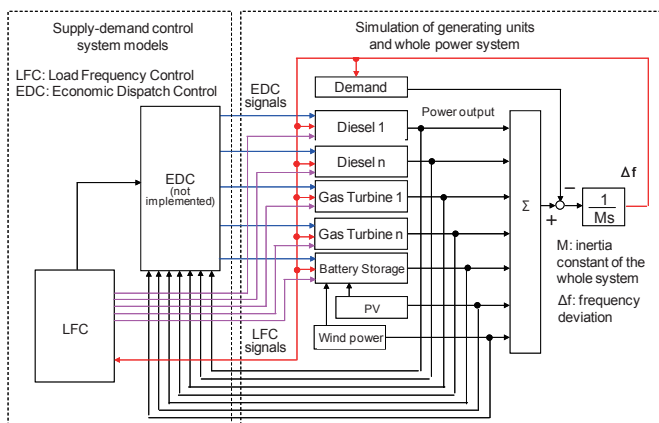 Supply-demand control
system models
Simulation of generating units
and whole power system
LFC: Load Frequency Control
EDC: Economic Dispatch Control
EDC
signals
Demand
Power output
Diesel 1
Diesel n
EDC
(not
implemented)
Gas Turbine 1
Gas Turbine n
Battery Storage
PV
Wind power
LFC
LFC
signals
Σ
+
−
1
Ms
Δf
M: inertia
constant of the
whole system
Δf: frequency
deviation